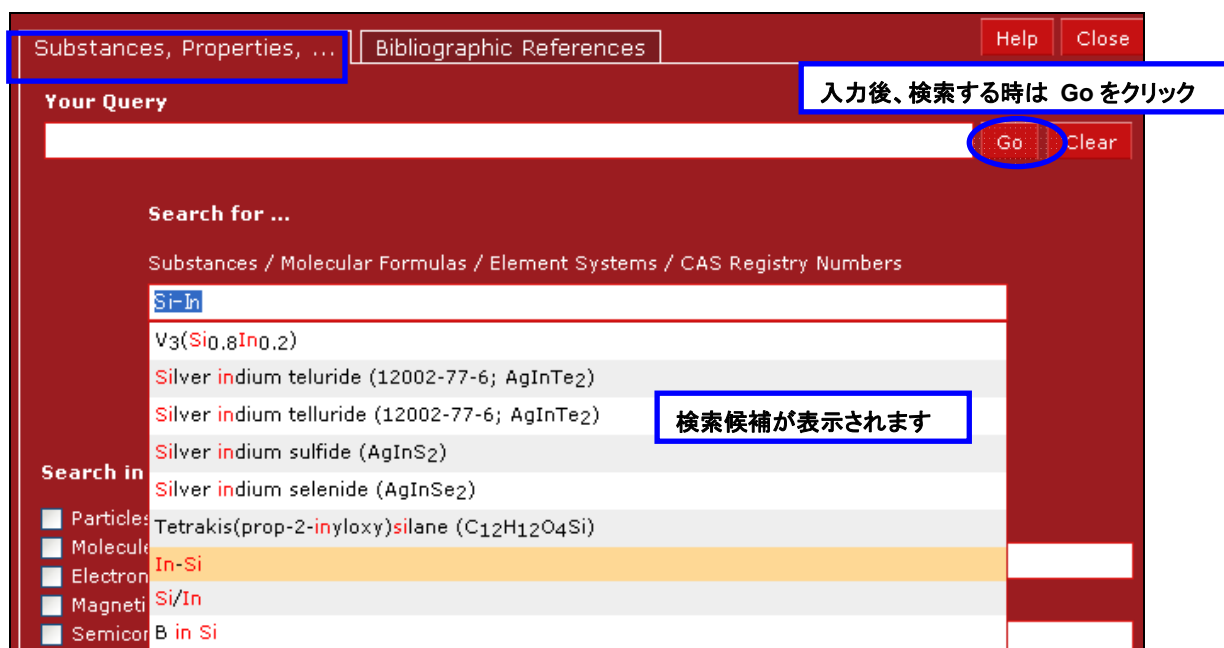 Substances, Properties, ...
Bibliographic References
Help
Close
Your Query
入力後、検索する時は Go をクリック
Go
Clear
Search for ...
Substances / Molecular Formulas / Element Systems / CAS Registry Numbers
Si-In
V3(Si0.8In0.2)
Silver indium teluride (12002-77-6; AgInTe2)
Silver indium telluride (12002-77-6; AgInTe2)
検索候補が表示されます
Silver indium sulfide (AgInS2)
Search in
Silver indium selenide (AgInSe2)
Particles
Tetrakis(prop-2-inyloxy)silane (C12H12O4Si)
Molecule
In-Si
Electron
Si/In
Magneti
B in Si
Semicor